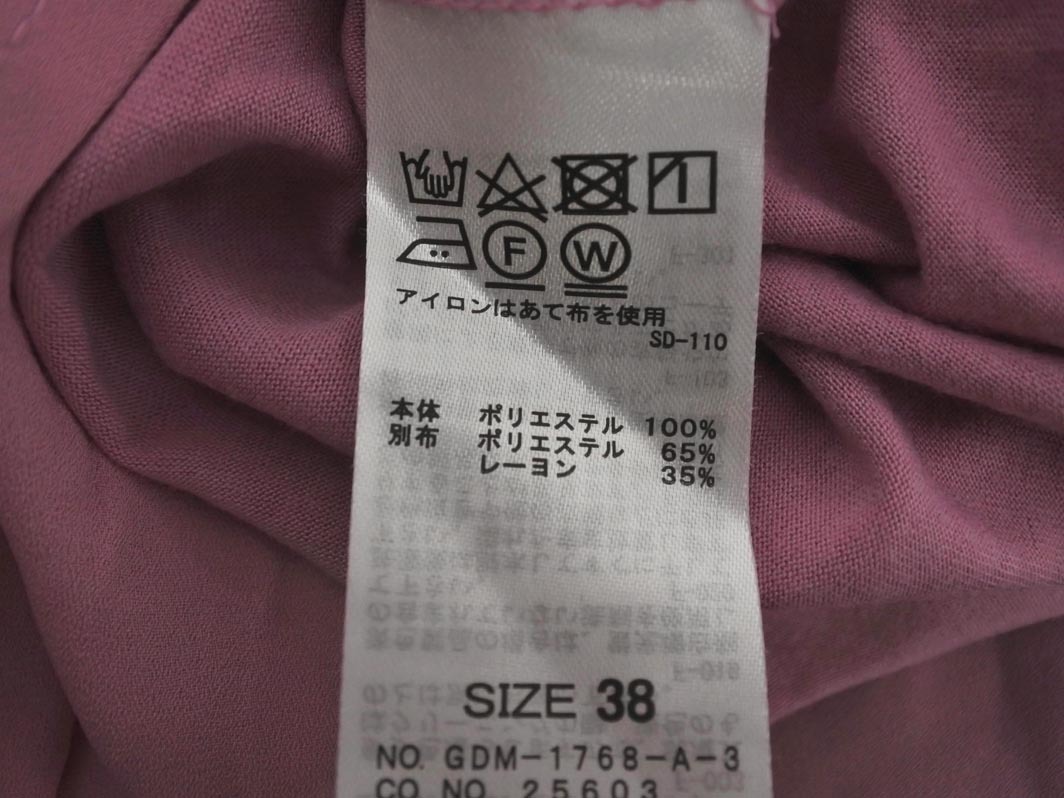 F W
アイロンはあて布を使用
SD-110
本体 ポリエステル 100%
別布 ポリエステル 65%
レーヨン 35%
SIZE 38
NO. GDM-1768-A-3
CO. NO. 25603